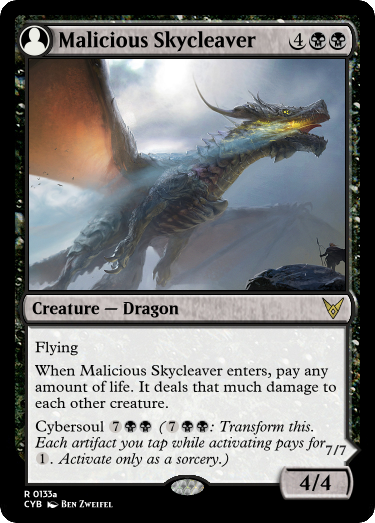 Malicious Skycleaver 4
Creature — Dragon
Flying
When Malicious Skycleaver enters, pay any
amount of life. It deals that much damage to
each other creature.
Cybersoul 7 (7 : Transform this.
Each artifact you tap while activating pays for
1. Activate only as a sorcery.)
7/7
4/4
R 0133a
CYB Ben Zweifel